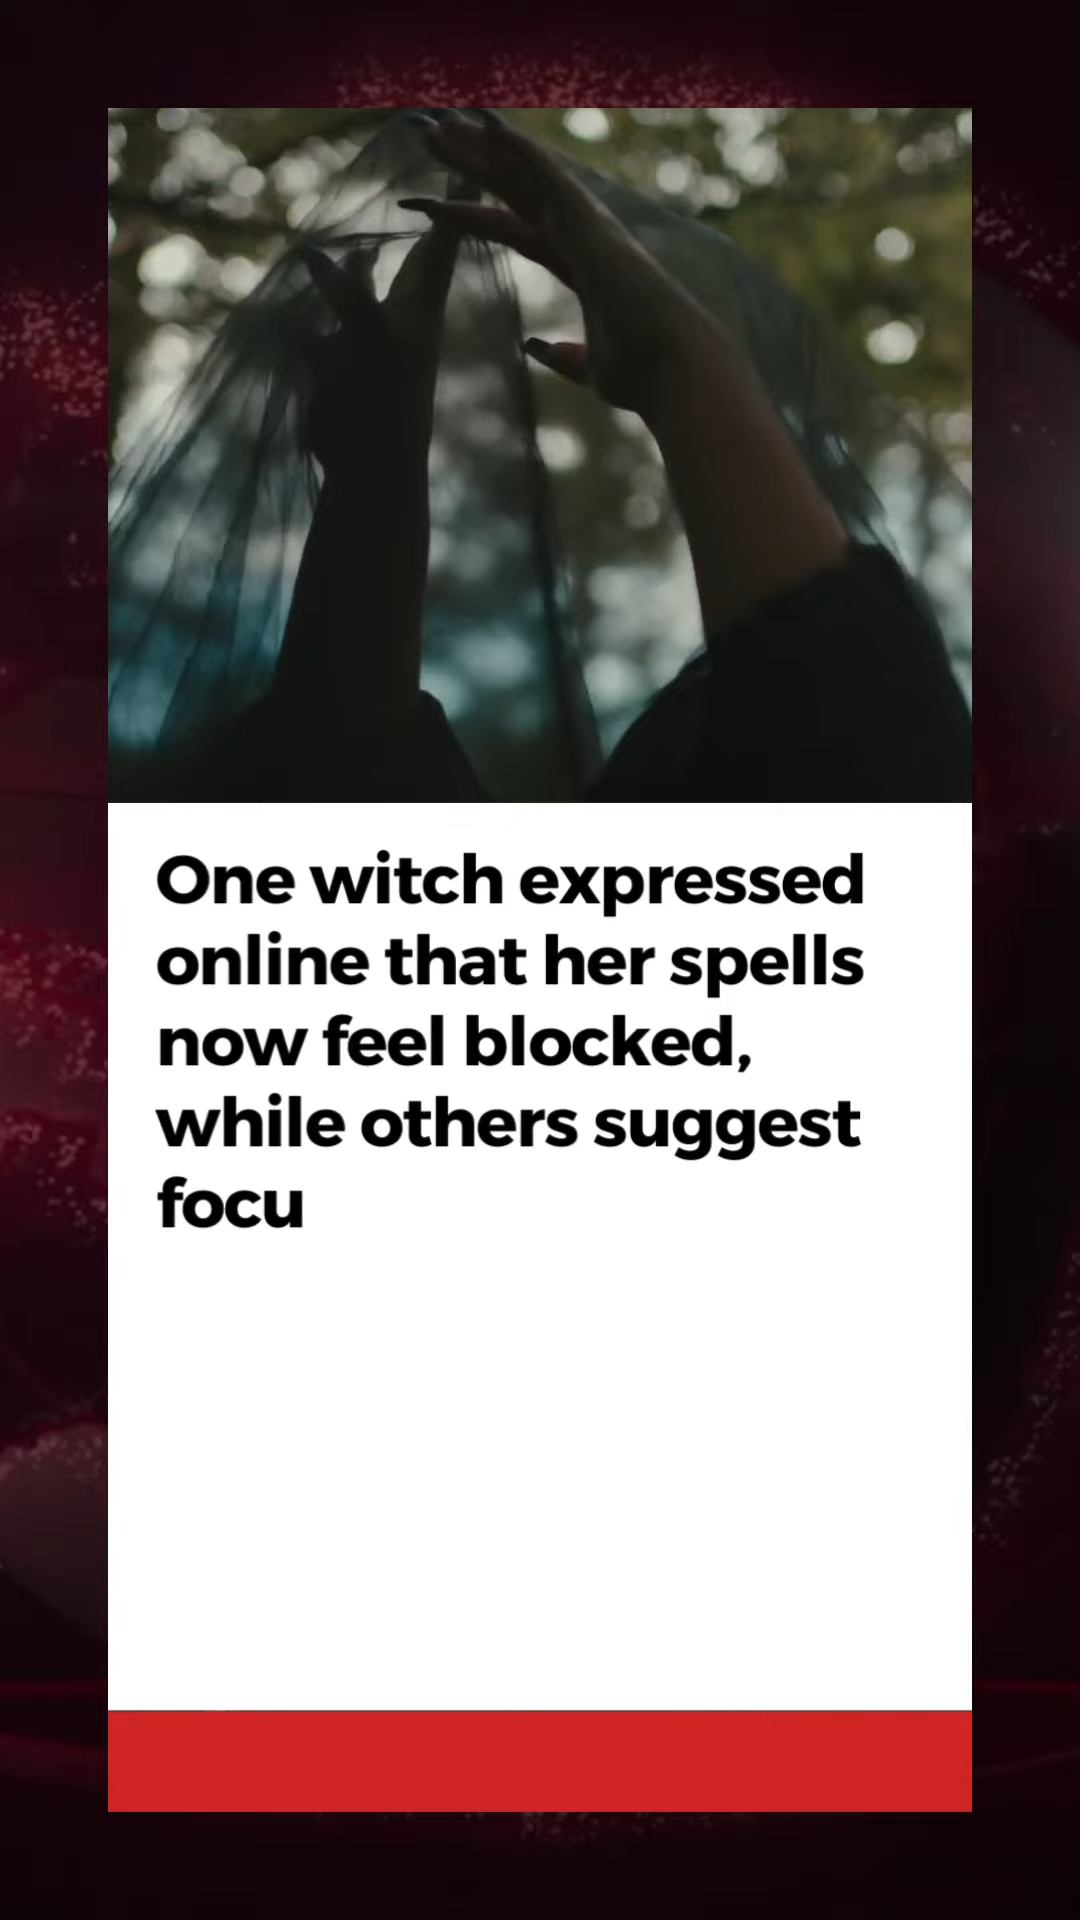 One witch expressed
online that her spells
now feel blocked,
while others suggest
focu